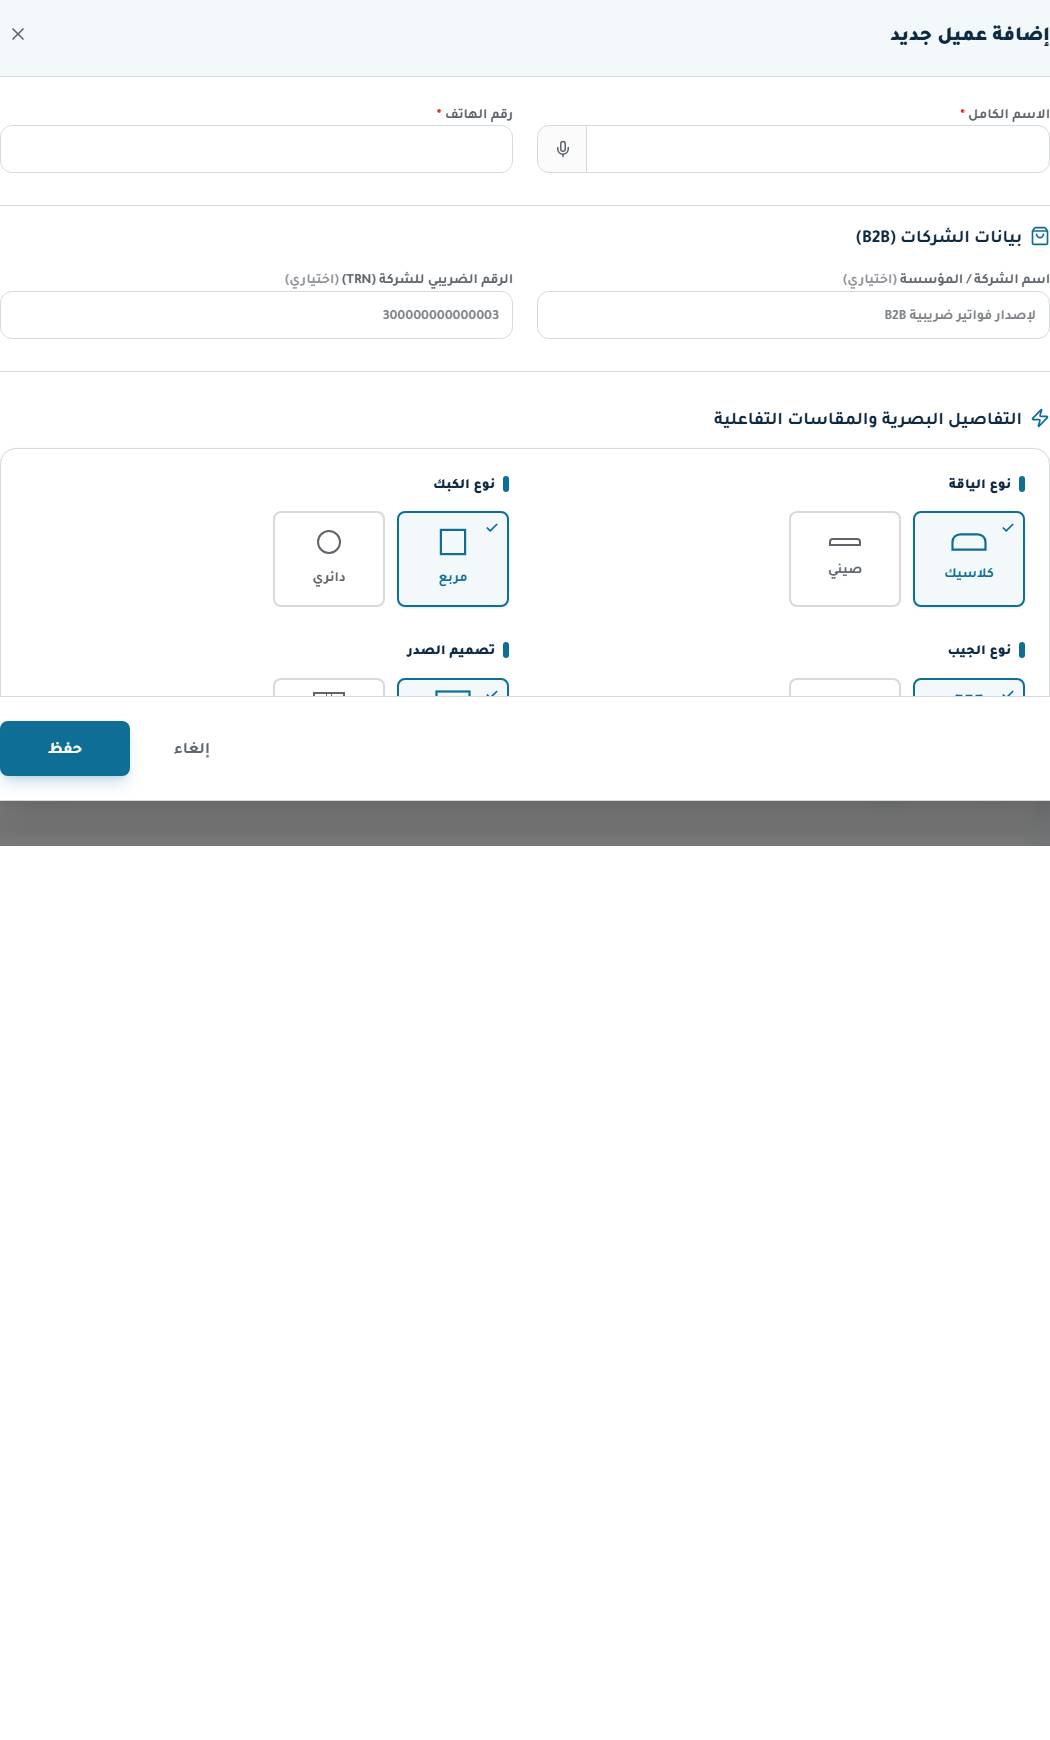 إضافة عميل جديد
الاسم الكامل *
رقم الهاتف *
بيانات الشركات (B2B)
اسم الشركة / المؤسسة (اختياري)
الرقم الضريبي للشركة (TRN) (اختياري)
لإصدار فواتير ضريبية B2B
300000000000003
التفاصيل البصرية والمقاسات التفاعلية
نوع الياقة
نوع الكبك
كلاسيك
صيني
مربع
دائري
نوع الجيب
تصميم الصدر
إلغاء
حفظ